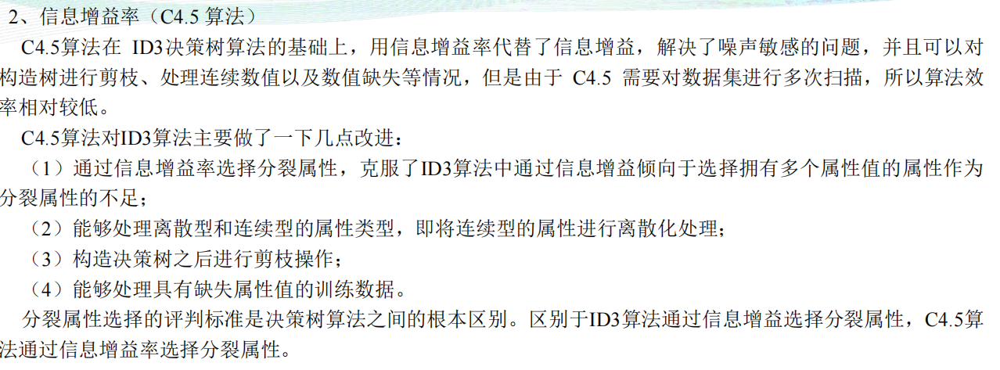 2、信息增益率（C4.5 算法）
C4.5算法在 ID3决策树算法的基础上，用信息增益率代替了信息增益，解决了噪声敏感的问题，并且可以对
构造树进行剪枝、处理连续数值以及数值缺失等情况，但是由于 C4.5 需要对数据集进行多次扫描，所以算法效
率相对较低。
C4.5算法对ID3算法主要做了一下几点改进：
（1）通过信息增益率选择分裂属性，克服了ID3算法中通过信息增益倾向于选择拥有多个属性值的属性作为
分裂属性的不足；
（2）能够处理离散型和连续型的属性类型，即将连续型的属性进行离散化处理；
（3）构造决策树之后进行剪枝操作；
（4）能够处理具有缺失属性值的训练数据。
分裂属性选择的评判标准是决策树算法之间的根本区别。区别于ID3算法通过信息增益选择分裂属性，C4.5算
法通过信息增益率选择分裂属性。